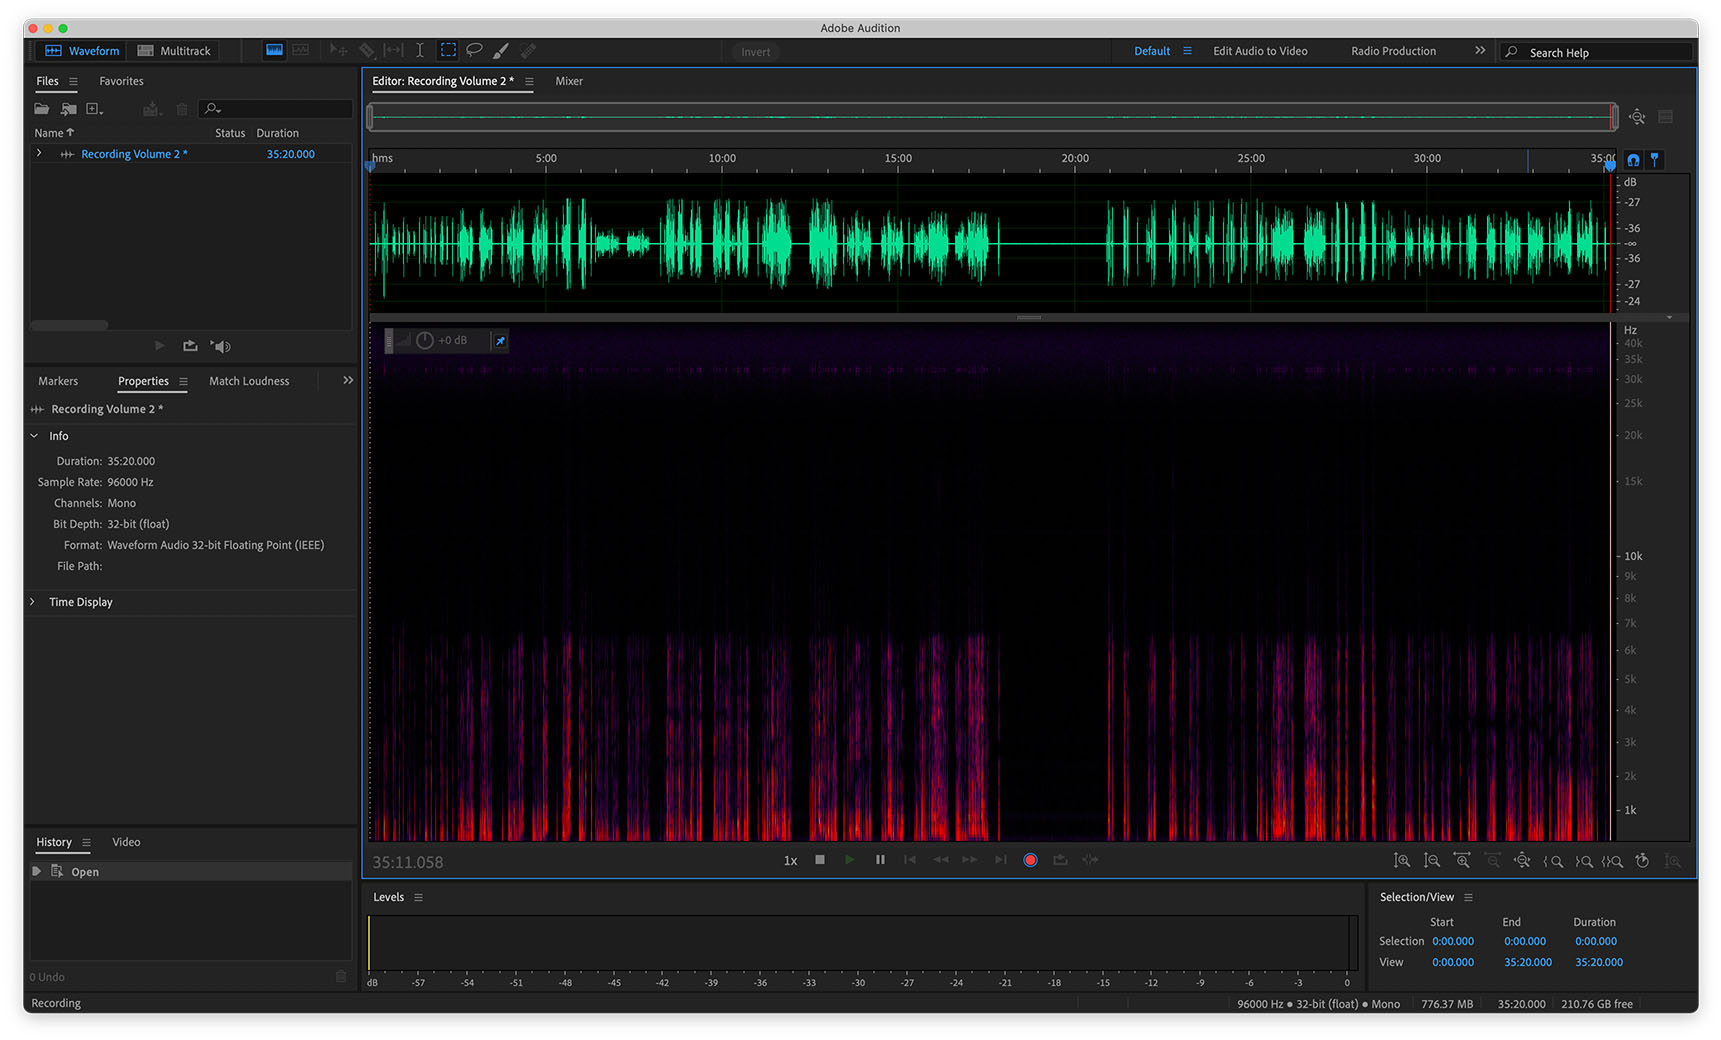 Adobe Audition
Waveform
Multitrack
Invert
Default
Edit Audio to Video
Radio Production
Search Help
Files
Favorites
Name
Status
Duration
Recording Volume 2 *
35:20.000
Editor: Recording Volume 2 *
Mixer
hms
5:00
10:00
15:00
20:00
25:00
30:00
35:00
dB
-27
-36
-∞
-36
-27
-24
+0 dB
Hz
40k
35k
30k
25k
20k
15k
10k
9k
8k
7k
6k
5k
4k
3k
2k
1k
Markers
Properties
Match Loudness
Recording Volume 2 *
Info
Duration: 35:20.000
Sample Rate: 96000 Hz
Channels: Mono
Bit Depth: 32-bit (float)
Format: Waveform Audio 32-bit Floating Point (IEEE)
File Path:
Time Display
History
Video
Open
0 Undo
35:11.058
1x
Levels
dB
-57
-54
-51
-48
-45
-42
-39
-36
-33
-30
-27
-24
-21
-18
-15
-12
-9
-6
-3
0
Selection/View
Start
End
Duration
Selection
0:00.000
0:00.000
0:00.000
View
0:00.000
35:20.000
35:20.000
Recording
96000 Hz ● 32-bit (float) ● Mono
776.37 MB
35:20.000
210.76 GB free